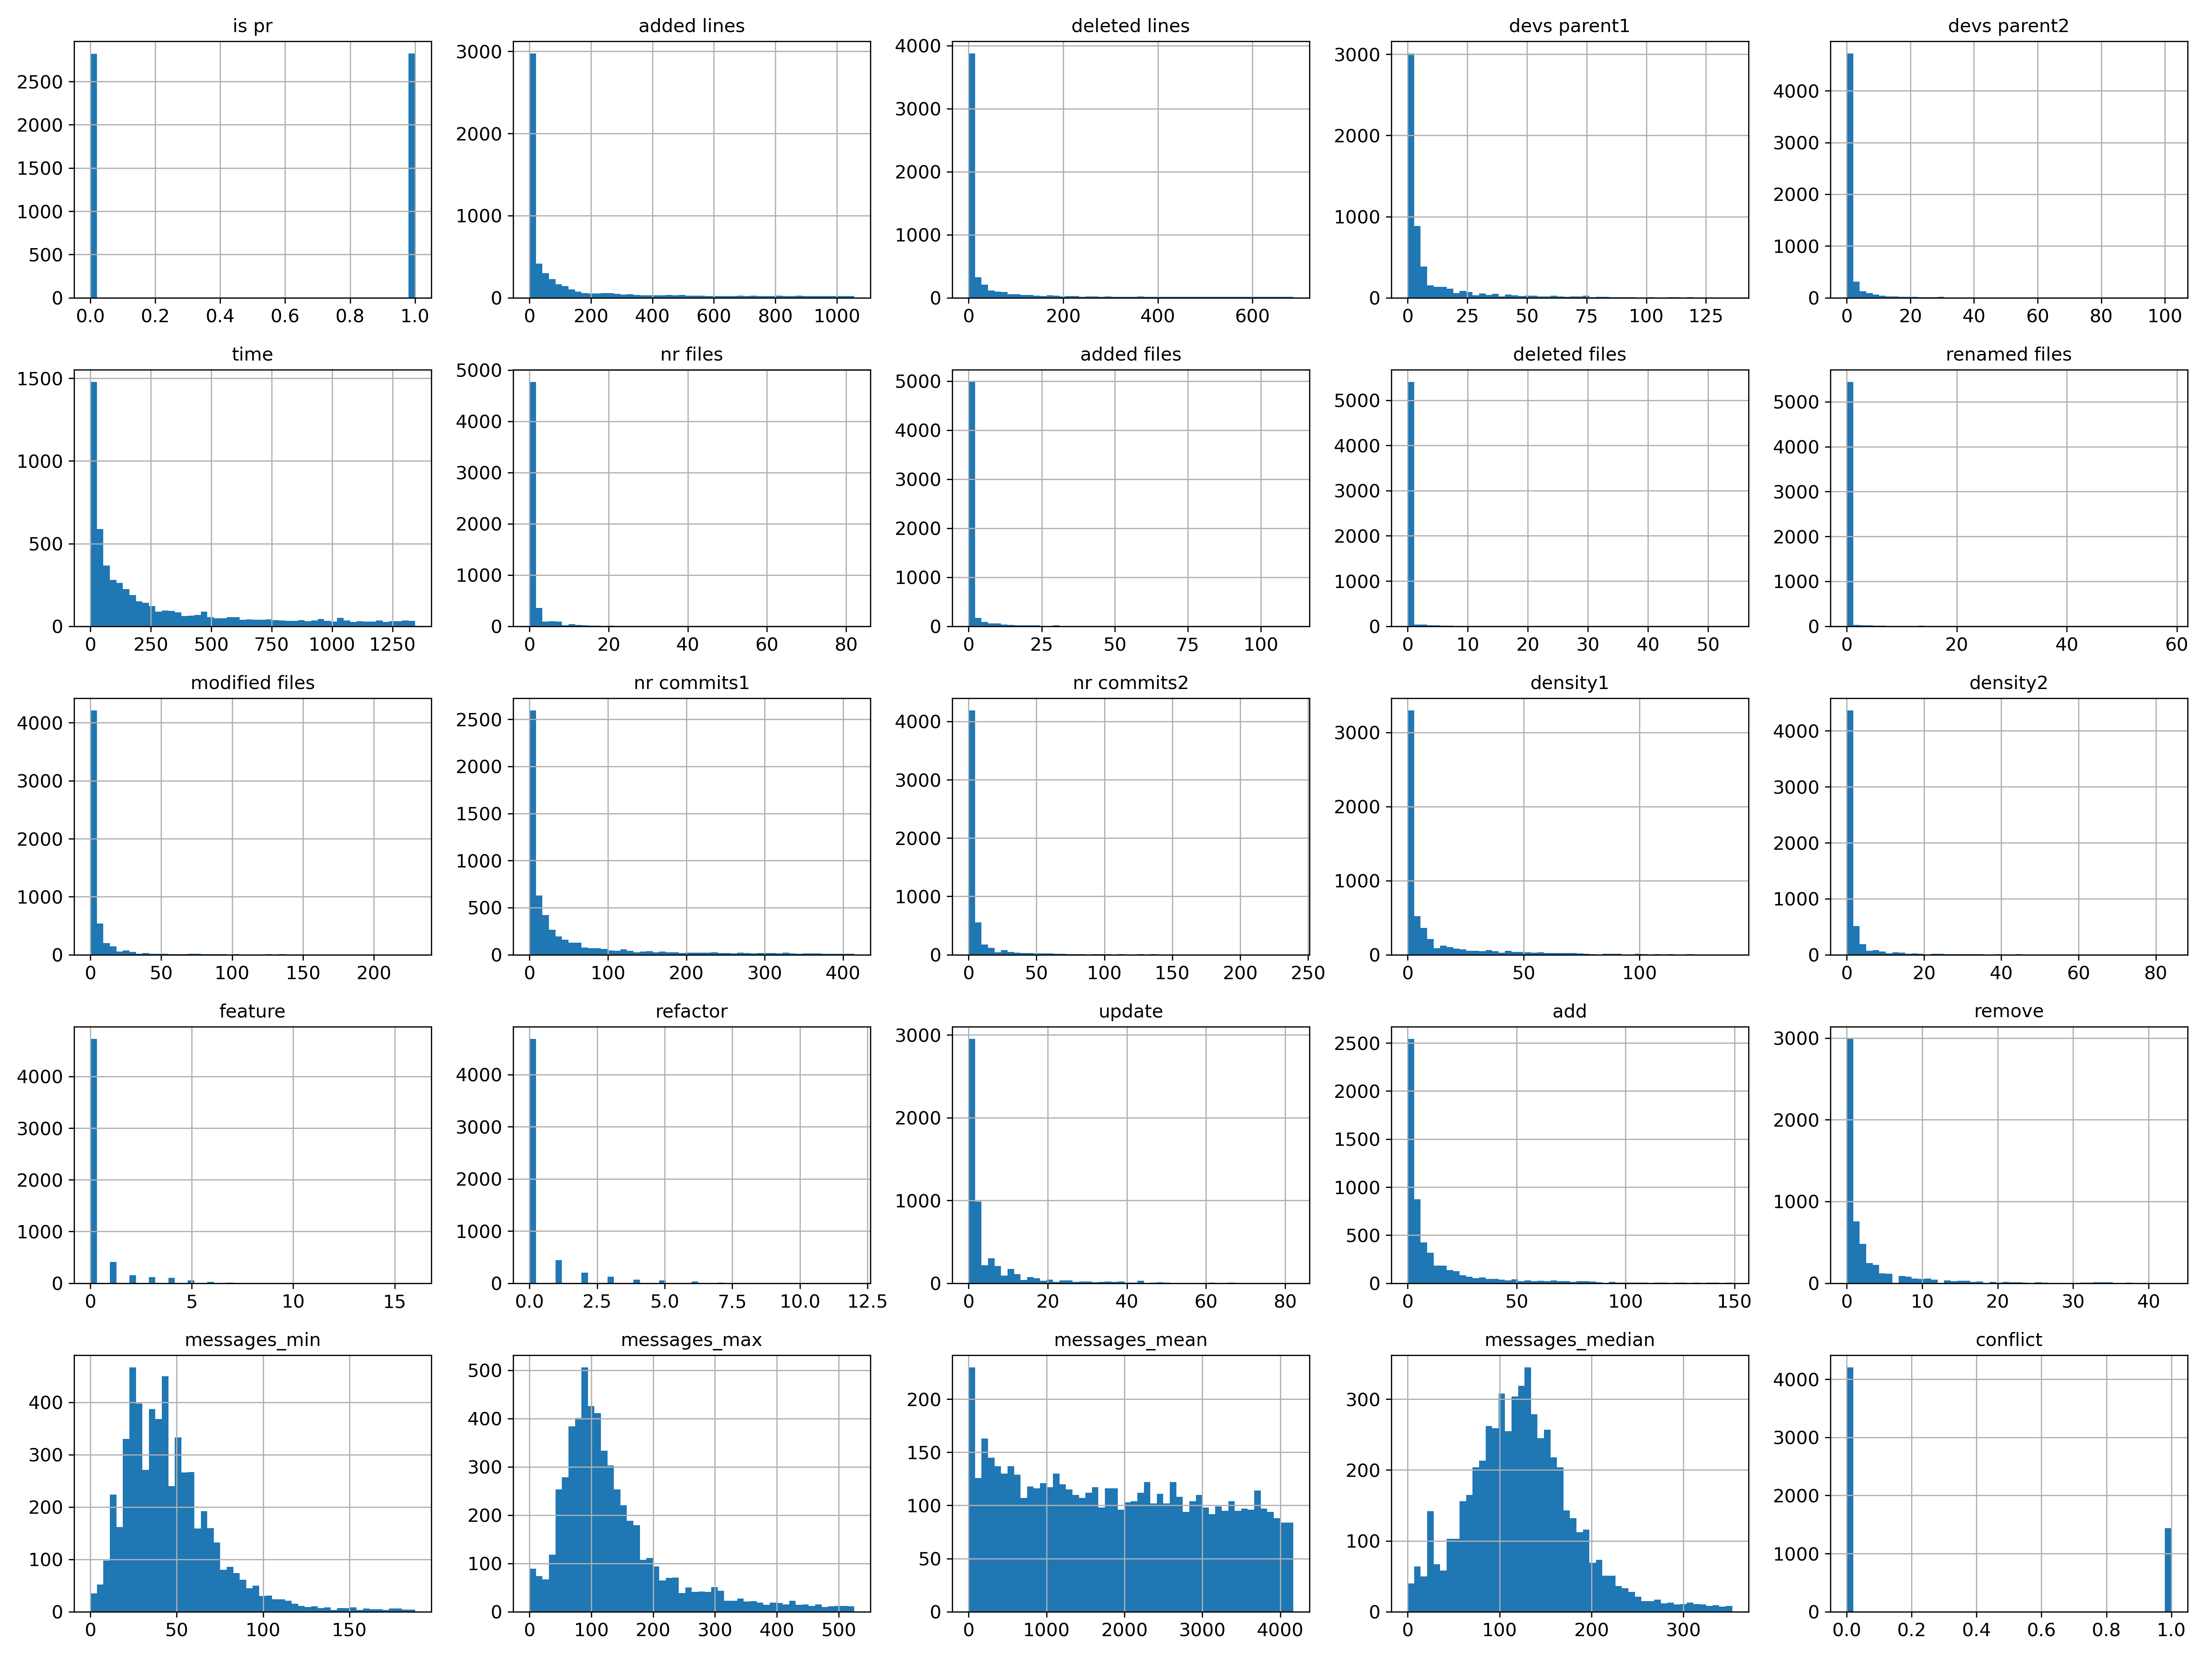 is pr
2500
2000
1500
1000
500
0
0.0 0.2 0.4 0.6 0.8 1.0
added lines
3000
2000
1000
0
0 200 400 600 800 1000
deleted lines
4000
3000
2000
1000
0
0 200 400 600
devs parent1
3000
2000
1000
0
0 25 50 75 100 125
devs parent2
4000
3000
2000
1000
0
0 20 40 60 80 100
time
1500
1000
500
0
0 250 500 750 1000 1250
nr files
5000
4000
3000
2000
1000
0
0 20 40 60 80
added files
5000
4000
3000
2000
1000
0
0 25 50 75 100
deleted files
5000
4000
3000
2000
1000
0
0 10 20 30 40 50
renamed files
5000
4000
3000
2000
1000
0
0 20 40 60
modified files
4000
3000
2000
1000
0
0 50 100 150 200
nr commits1
2500
2000
1500
1000
500
0
0 100 200 300 400
nr commits2
4000
3000
2000
1000
0
0 50 100 150 200 250
density1
3000
2000
1000
0
0 50 100
density2
4000
3000
2000
1000
0
0 20 40 60 80
feature
4000
3000
2000
1000
0
0 5 10 15
refactor
4000
3000
2000
1000
0
0.0 2.5 5.0 7.5 10.0 12.5
update
3000
2000
1000
0
0 20 40 60 80
add
2500
2000
1500
1000
500
0
0 50 100 150
remove
3000
2000
1000
0
0 10 20 30 40
messages_min
400
300
200
100
0
0 50 100 150
messages_max
500
400
300
200
100
0
0 100 200 300 400 500
messages_mean
200
150
100
50
0
0 1000 2000 3000 4000
messages_median
300
200
100
0
0 100 200 300
conflict
4000
3000
2000
1000
0
0.0 0.2 0.4 0.6 0.8 1.0